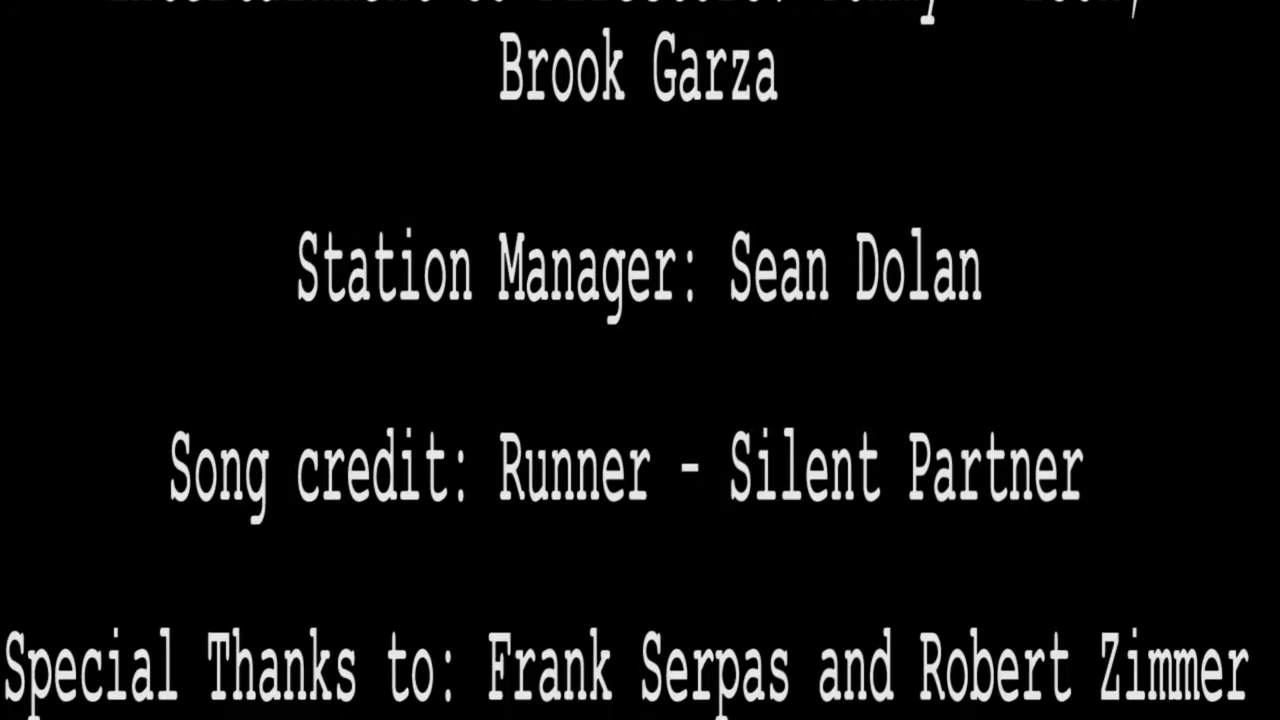 Brook Garza
Station Manager: Sean Dolan
Song credit: Runner - Silent Partner
Special Thanks to: Frank Serpas and Robert Zimmer